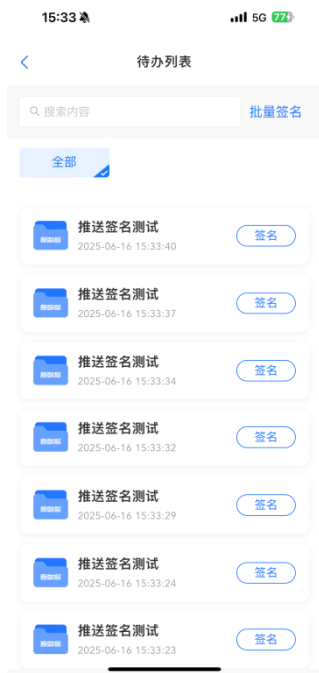 15:33
5G
77
待办列表
搜索内容
批量签名
全部
推送签名测试
签名
2025-06-16 15:33:40
推送签名测试
签名
2025-06-16 15:33:37
推送签名测试
签名
2025-06-16 15:33:34
推送签名测试
签名
2025-06-16 15:33:32
推送签名测试
签名
2025-06-16 15:33:29
推送签名测试
签名
2025-06-16 15:33:24
推送签名测试
签名
2025-06-16 15:33:23